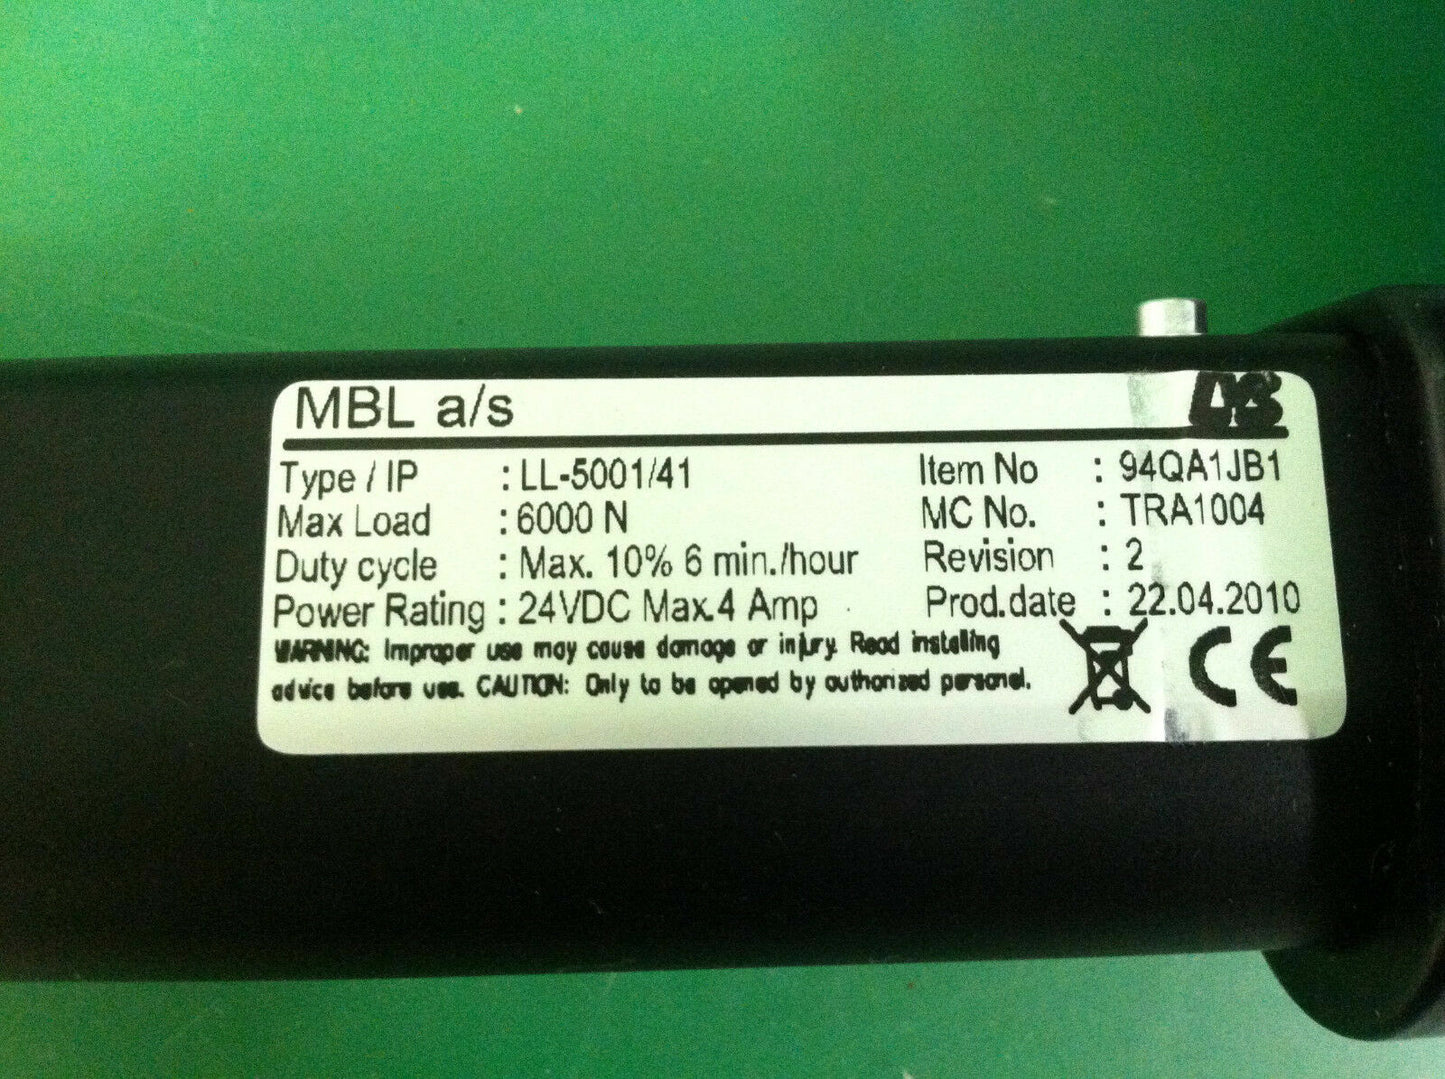 MBL a/s
Type / IP : LL-5001/41 Item No : 94QA1JB1
Max Load : 6000 N MC No. : TRA1004
Duty cycle : Max. 10% 6 min./hour Revision : 2
Power Rating : 24VDC Max.4 Amp Prod.date : 22.04.2010
WARNING: Improper use may cause damage or injury. Read installing
advice before use. CAUTION: Only to be opened by authorised personel.
CE